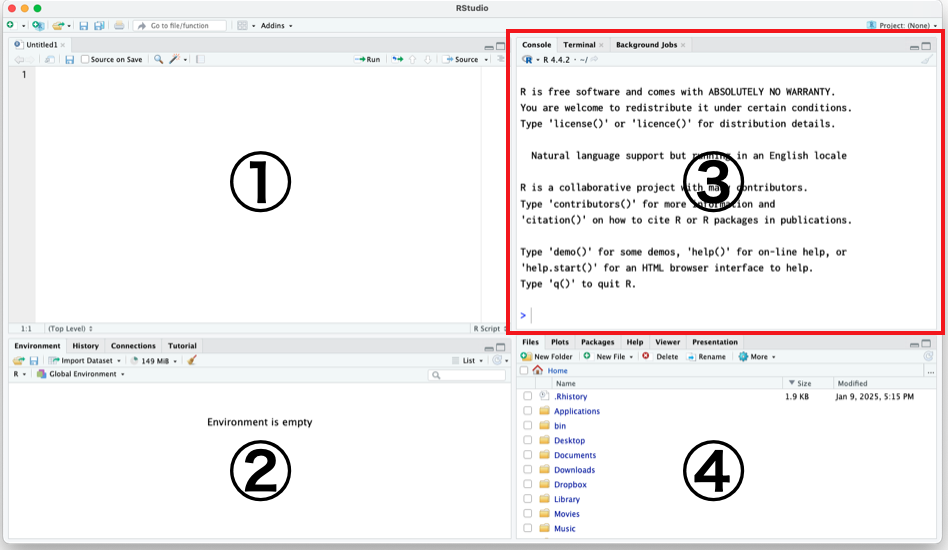 RStudio
Go to file/function Addins Project: (None)
Untitled1
Source on Save Run Source
1
①
1:1 (Top Level) R Script
Console Terminal Background Jobs
R 4.4.2 · ~/
R is free software and comes with ABSOLUTELY NO WARRANTY.
You are welcome to redistribute it under certain conditions.
Type 'license()' or 'licence()' for distribution details.
Natural language support but running in an English locale
③
R is a collaborative project with many contributors.
Type 'contributors()' for more information and
'citation()' on how to cite R or R packages in publications.
Type 'demo()' for some demos, 'help()' for on-line help, or
'help.start()' for an HTML browser interface to help.
Type 'q()' to quit R.
>
Environment History Connections Tutorial
Import Dataset 149 MiB List
R Global Environment
Environment is empty
②
Files Plots Packages Help Viewer Presentation
New Folder New File Delete Rename More
Home ...
Name Size Modified
.Rhistory 1.9 KB Jan 9, 2025, 5:15 PM
Applications
bin
Desktop
Documents
④
Downloads
Dropbox
Library
Movies
Music